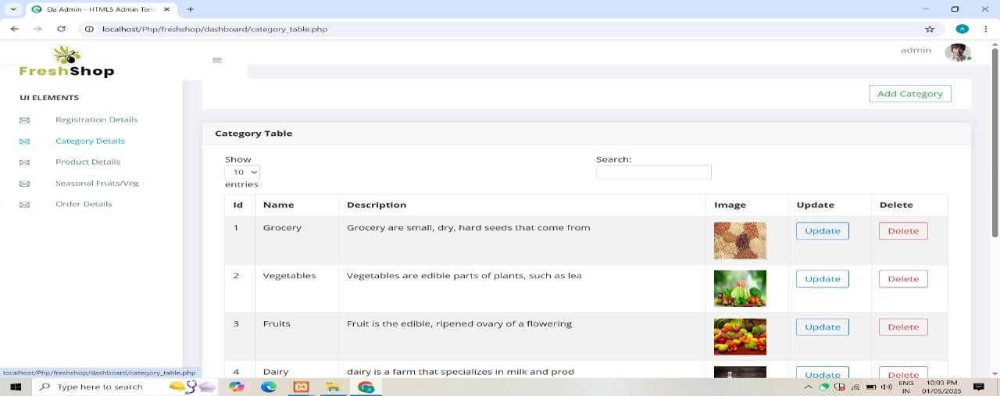 Ela Admin - HTML5 Admin Tem
localhost/Php/freshshop/dashboard/category_table.php
A
FreshShop
admin
UI ELEMENTS
Registration Details
Category Details
Product Details
Seasonal Fruits/Veg
Order Details
Add Category
Category Table
Show
10
entries
Search:
Id Name Description Image Update Delete
1 Grocery Grocery are small, dry, hard seeds that come from Update Delete
2 Vegetables Vegetables are edible parts of plants, such as lea Update Delete
3 Fruits Fruit is the edible, ripened ovary of a flowering Update Delete
4 Dairy dairy is a farm that specializes in milk and prod Update Delete
localhost/Php/freshshop/dashboard/category_table.php
Type here to search
ENG
IN
10:03 PM
01/05/2025